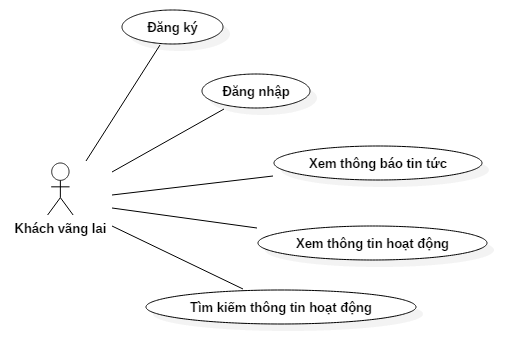 Đăng ký
Đăng nhập
Xem thông báo tin tức
Khách vãng lai
Xem thông tin hoạt động
Tìm kiếm thông tin hoạt động